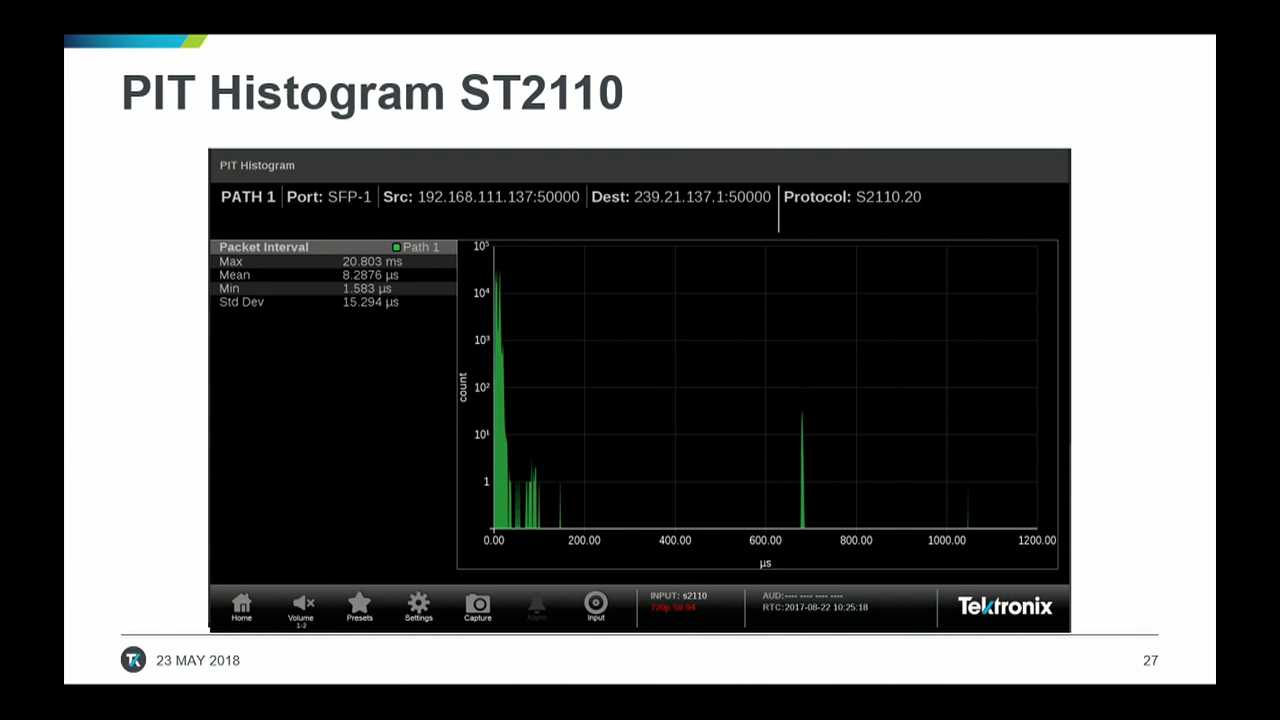 PIT Histogram ST2110
PIT Histogram
PATH 1 Port: SFP-1 Src: 192.168.111.137:50000 Dest: 239.21.137.1:50000 Protocol: S2110.20
Packet Interval Path 1
Max 20.803 ms
Mean 8.2876 µs
Min 1.583 µs
Std Dev 15.294 µs
10⁵
10⁴
10³
10²
10¹
1
count
0.00 200.00 400.00 600.00 800.00 1000.00 1200.00
µs
Home Volume 1-2 Presets Settings Capture Alarm Input
INPUT: s2110
720p 59.94
AUD:---- ---- ---- ----
RTC:2017-08-22 10:25:18
Tektronix
23 MAY 2018
27